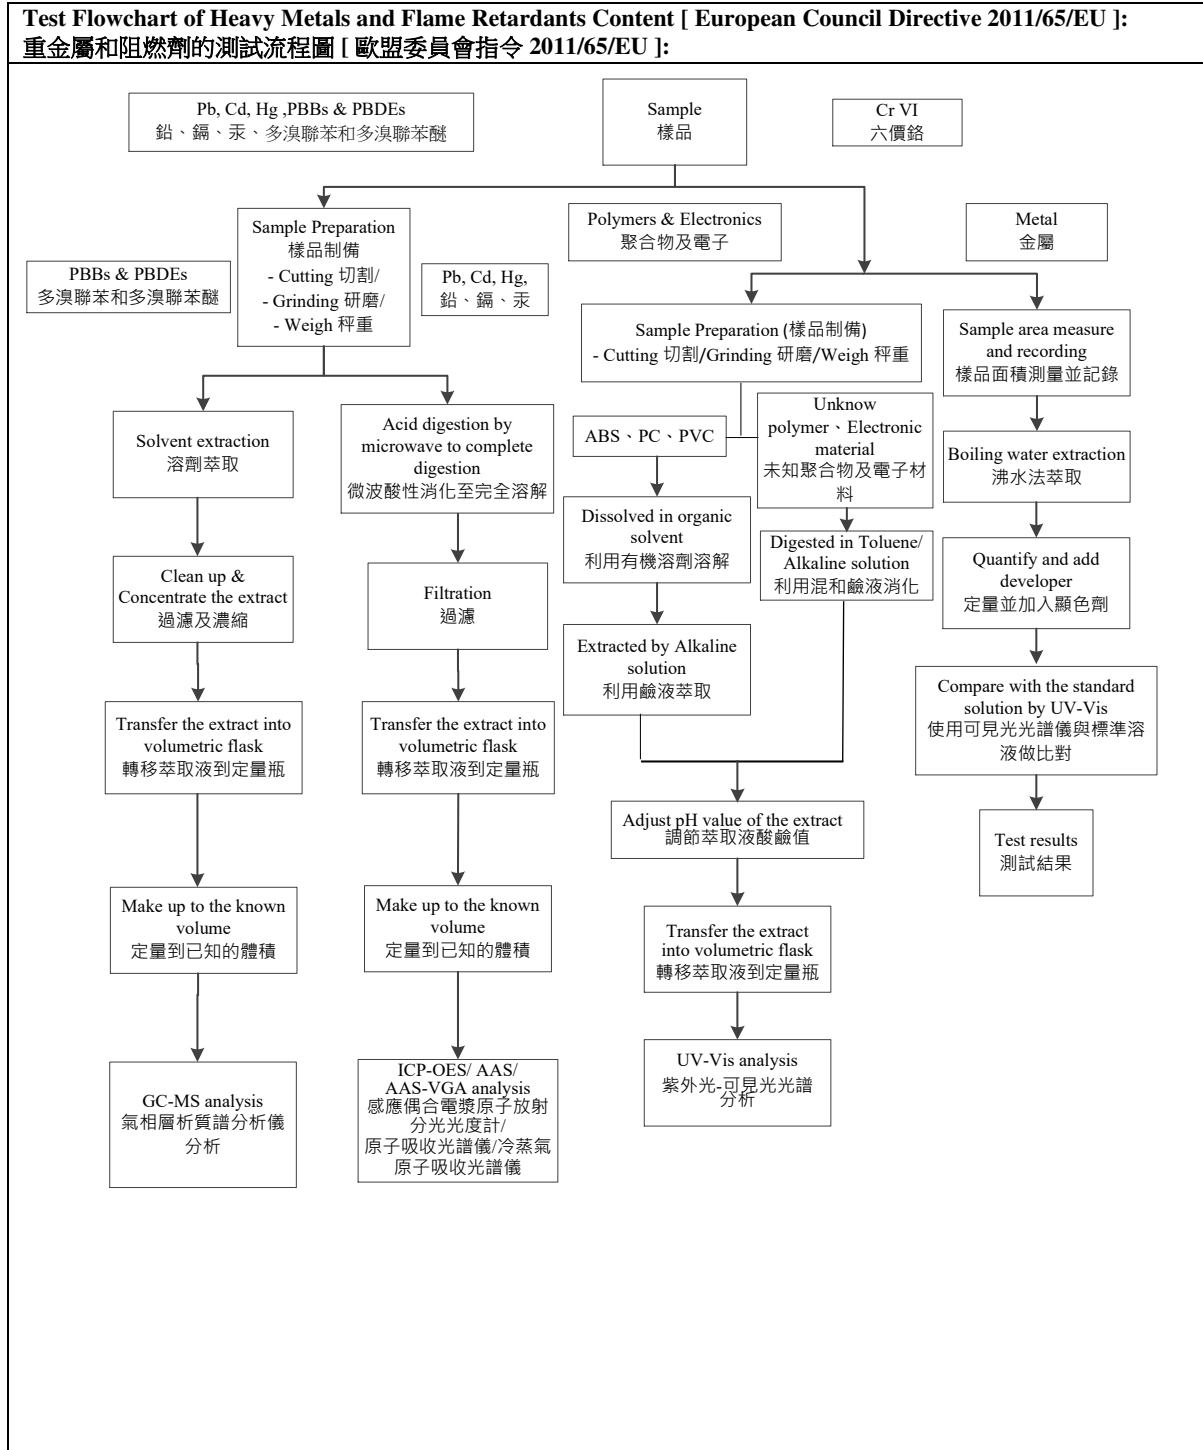 Test Flowchart of Heavy Metals and Flame Retardants Content [ European Council Directive 2011/65/EU ]:
重金屬和阻燃劑的測試流程圖 [ 歐盟委員會指令 2011/65/EU ]:
Pb, Cd, Hg ,PBBs & PBDEs
鉛、鎘、汞、多溴聯苯和多溴聯苯醚
Sample
樣品
Cr VI
六價鉻
Sample Preparation
樣品制備
- Cutting 切割/
- Grinding 研磨/
- Weigh 秤重
PBBs & PBDEs
多溴聯苯和多溴聯苯醚
Pb, Cd, Hg,
鉛、鎘、汞
Polymers & Electronics
聚合物及電子
Metal
金屬
Solvent extraction
溶劑萃取
Clean up &
Concentrate the extract
過濾及濃縮
Transfer the extract into
volumetric flask
轉移萃取液到定量瓶
Make up to the known
volume
定量到已知的體積
GC-MS analysis
氣相層析質譜分析儀
分析
Acid digestion by
microwave to complete
digestion
微波酸性消化至完全溶解
Filtration
過濾
Transfer the extract into
volumetric flask
轉移萃取液到定量瓶
Make up to the known
volume
定量到已知的體積
ICP-OES/ AAS/
AAS-VGA analysis
感應偶合電漿原子放射
分光光度計/
原子吸收光譜儀/冷蒸氣
原子吸收光譜儀
Sample Preparation (樣品制備)
- Cutting 切割/Grinding 研磨/Weigh 秤重
ABS、PC、PVC
Dissolved in organic
solvent
利用有機溶劑溶解
Extracted by Alkaline
solution
利用鹼液萃取
Unknow
polymer、Electronic
material
未知聚合物及電子材
料
Digested in Toluene/
Alkaline solution
利用混和鹼液消化
Adjust pH value of the extract
調節萃取液酸鹼值
Transfer the extract
into volumetric flask
轉移萃取液到定量瓶
UV-Vis analysis
紫外光-可見光光譜
分析
Sample area measure
and recording
樣品面積測量並記錄
Boiling water extraction
沸水法萃取
Quantify and add
developer
定量並加入顯色劑
Compare with the standard
solution by UV-Vis
使用可見光光譜儀與標準溶
液做比對
Test results
測試結果